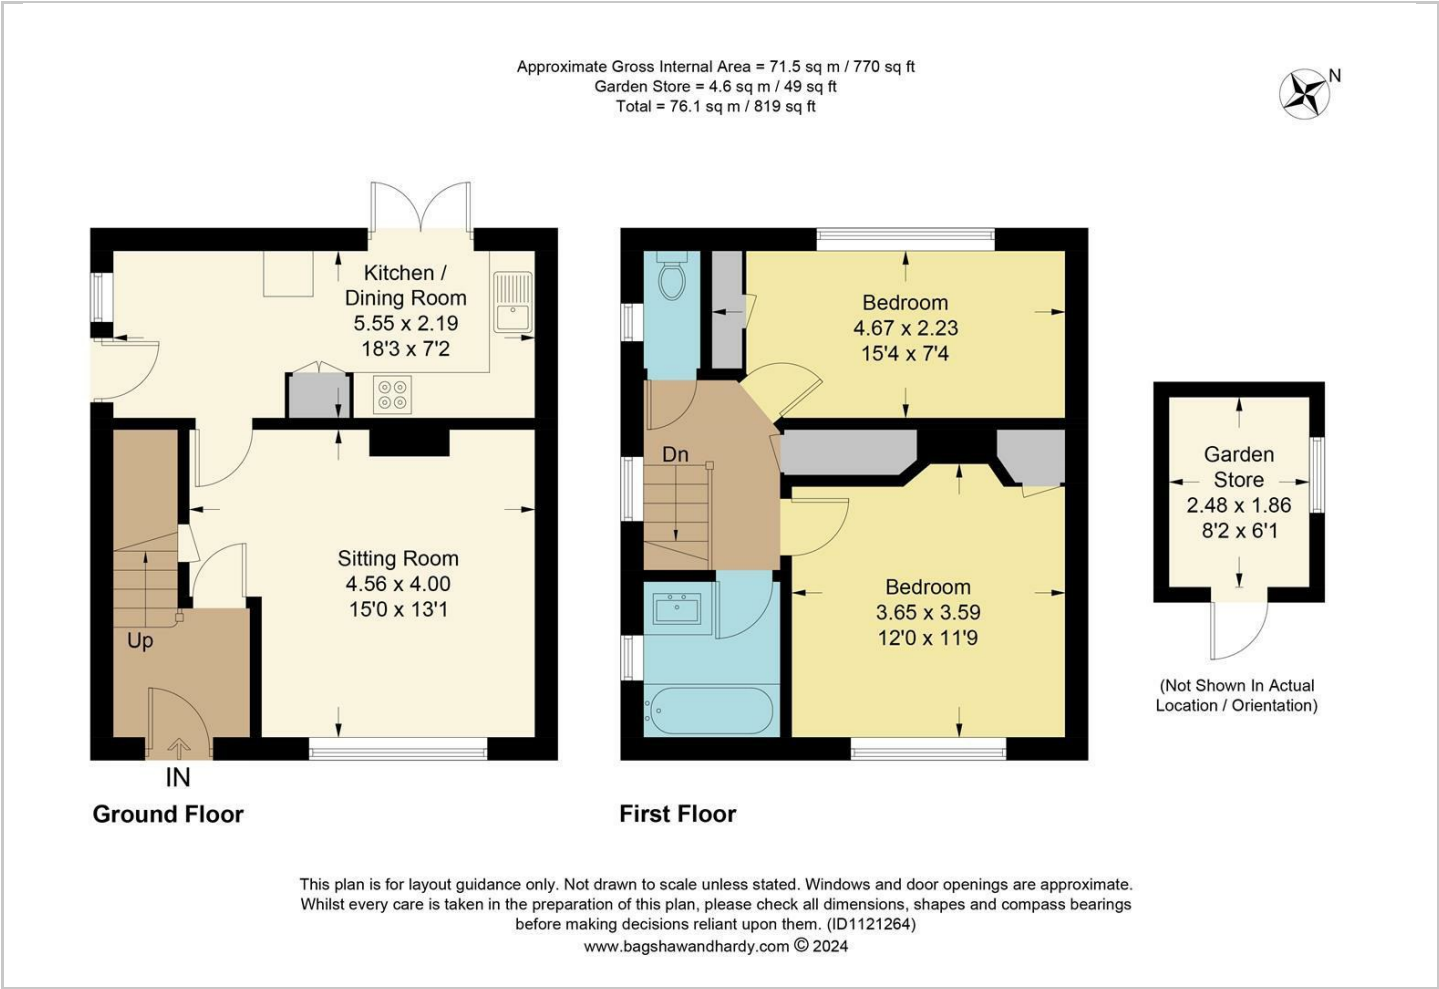 Approximate Gross Internal Area = 71.5 sq m / 770 sq ft
Garden Store = 4.6 sq m / 49 sq ft
Total = 76.1 sq m / 819 sq ft
N
Kitchen /
Dining Room
5.55 x 2.19
18'3 x 7'2
Sitting Room
4.56 x 4.00
15'0 x 13'1
Up
IN
Ground Floor
Bedroom
4.67 x 2.23
15'4 x 7'4
Dn
Bedroom
3.65 x 3.59
12'0 x 11'9
First Floor
Garden
Store
2.48 x 1.86
8'2 x 6'1
(Not Shown In Actual
Location / Orientation)
This plan is for layout guidance only. Not drawn to scale unless stated. Windows and door openings are approximate.
Whilst every care is taken in the preparation of this plan, please check all dimensions, shapes and compass bearings
before making decisions reliant upon them. (ID1121264)
www.bagshawandhardy.com © 2024